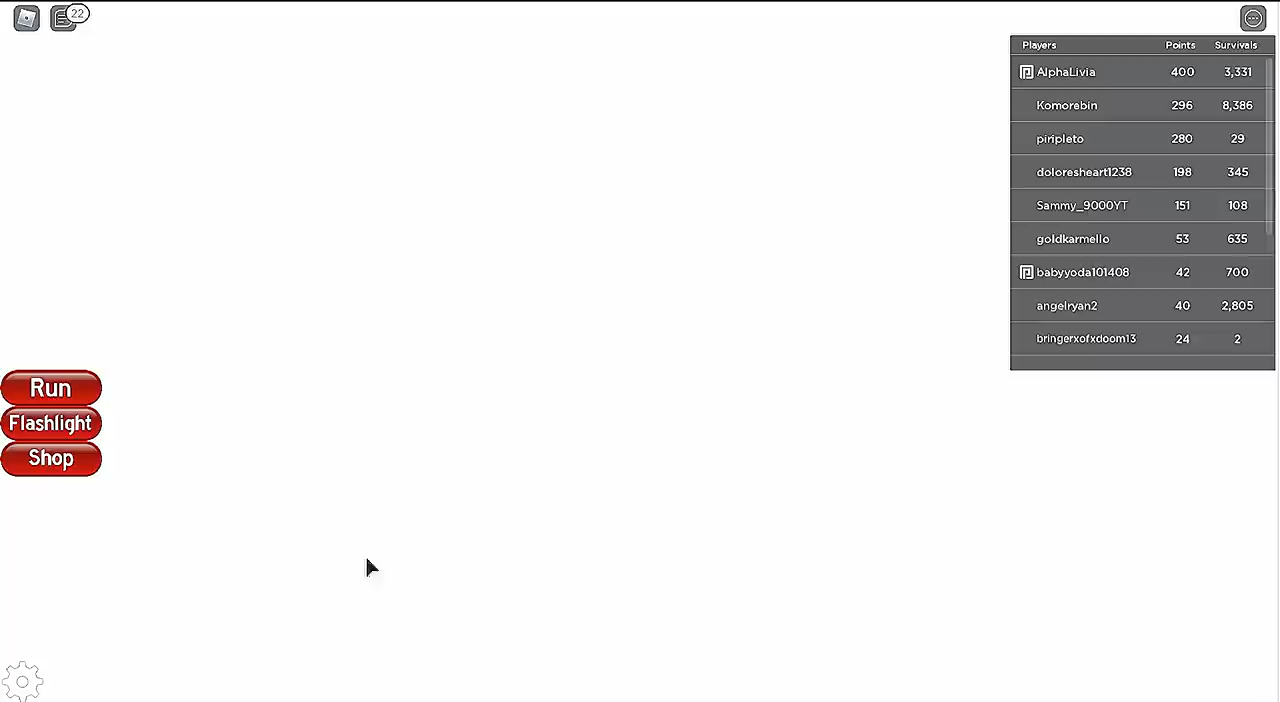 22
Players Points Survivals
AlphaLivia 400 3,331
Komorebin 296 8,386
piripleto 280 29
doloresheart1238 198 345
Sammy_9000YT 151 108
goldkarmello 53 635
babyyoda101408 42 700
angelryan2 40 2,805
bringerxofxdoom13 24 2
Run
Flashlight
Shop